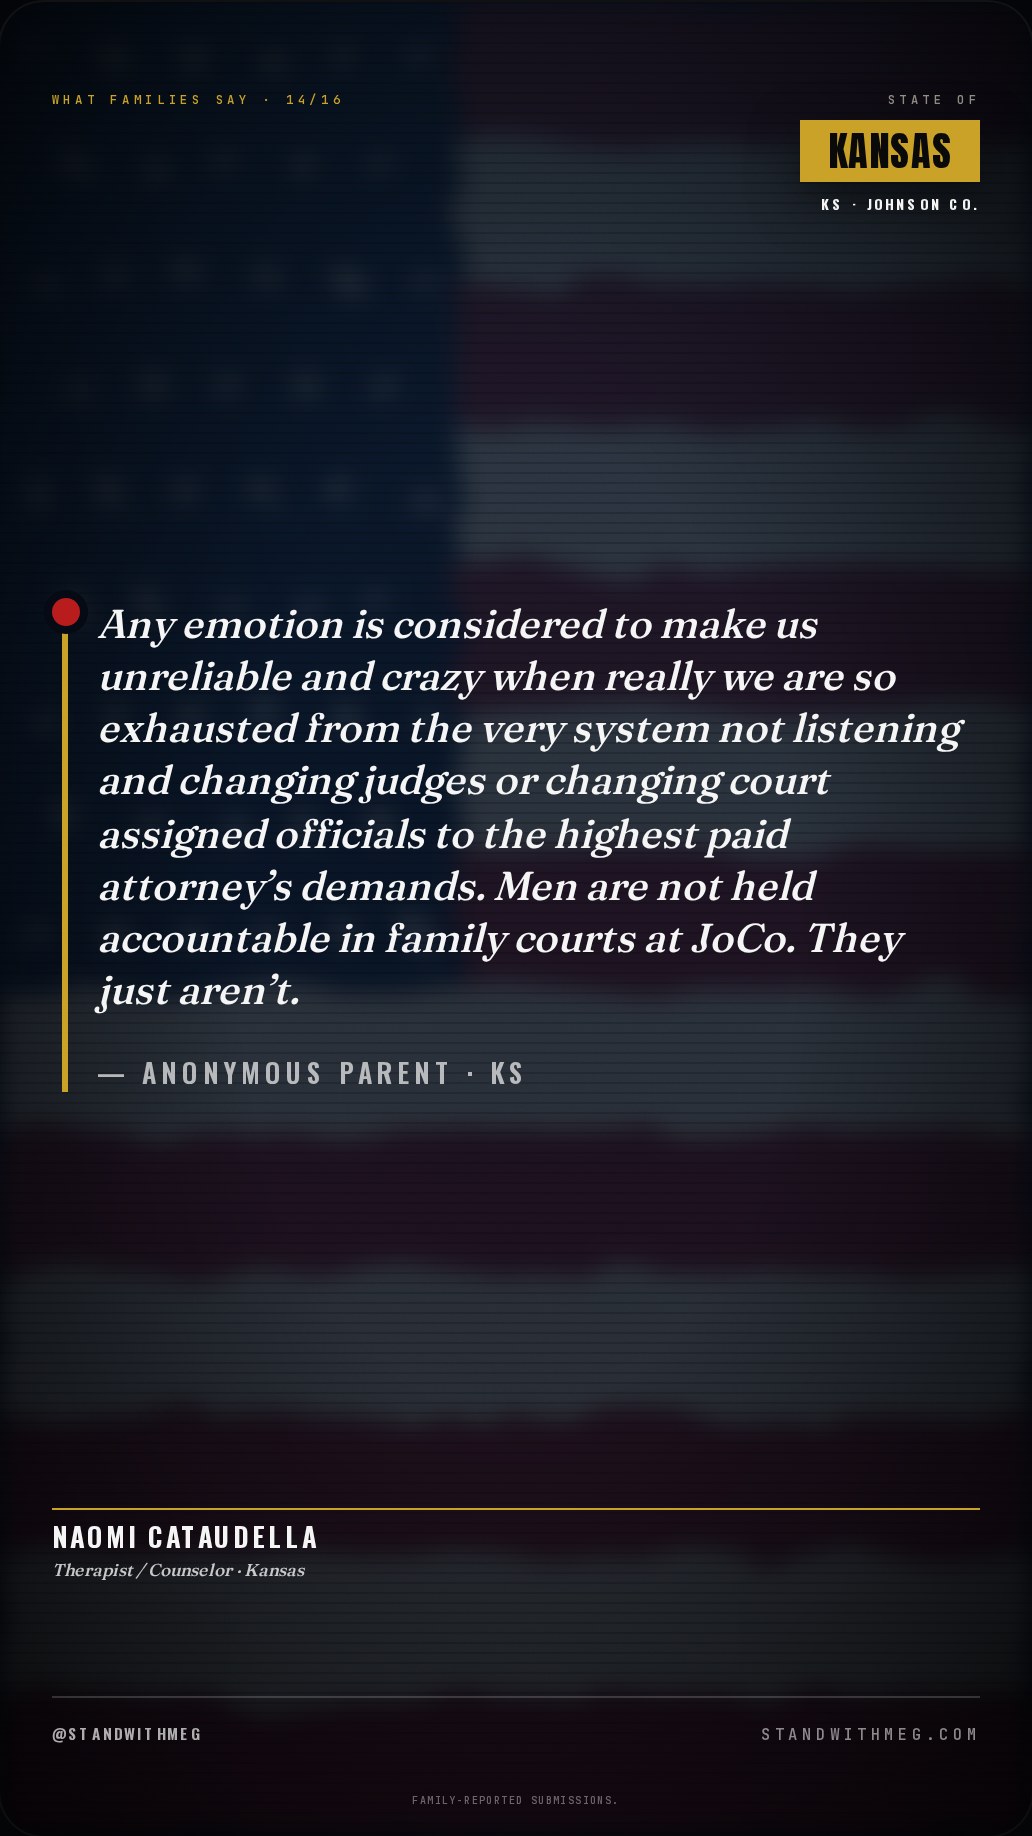 WHAT FAMILIES SAY · 14/16
STATE OF
KANSAS
KS · JOHNSON CO.
Any emotion is considered to make us
unreliable and crazy when really we are so
exhausted from the very system not listening
and changing judges or changing court
assigned officials to the highest paid
attorney’s demands. Men are not held
accountable in family courts at JoCo. They
just aren’t.
— ANONYMOUS PARENT · KS
NAOMI CATAUDELLA
Therapist / Counselor · Kansas
@STANDWITHMEG
STANDWITHMEG.COM
FAMILY-REPORTED SUBMISSIONS.